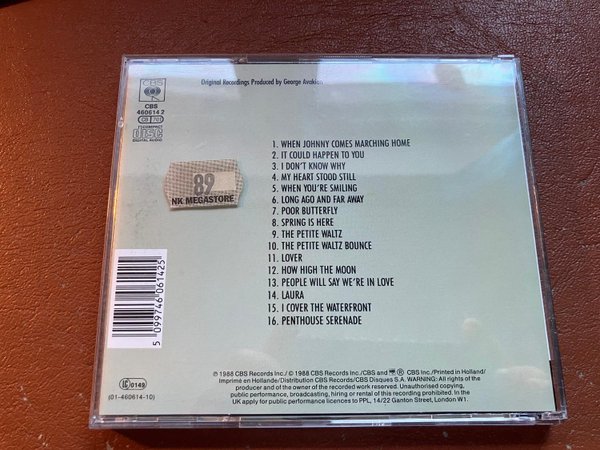 CBS
CBS
460614 2
CB 701
COMPACT
disc
DIGITAL AUDIO
Original Recordings Produced by George Avakian
89
NK MEGASTORE
1. WHEN JOHNNY COMES MARCHING HOME
2. IT COULD HAPPEN TO YOU
3. I DON'T KNOW WHY
4. MY HEART STOOD STILL
5. WHEN YOU'RE SMILING
6. LONG AGO AND FAR AWAY
7. POOR BUTTERFLY
8. SPRING IS HERE
9. THE PETITE WALTZ
10. THE PETITE WALTZ BOUNCE
11. LOVER
12. HOW HIGH THE MOON
13. PEOPLE WILL SAY WE'RE IN LOVE
14. LAURA
15. I COVER THE WATERFRONT
16. PENTHOUSE SERENADE
5 099746 061425
LC 0149
(01-460614-10)
℗ 1988 CBS Records Inc./ © 1988 CBS Records Inc./CBS and ® CBS Inc./Printed in Holland/
Imprime en Hollande/Distribution CBS Records/CBS Disques S.A. WARNING: All rights of the
producer and of the owner of the recorded work reserved. Unauthorised copying,
public performance, broadcasting, hiring or rental of this recording prohibited. In the
UK apply for public performance licences to PPL, 14/22 Ganton Street, London W1.